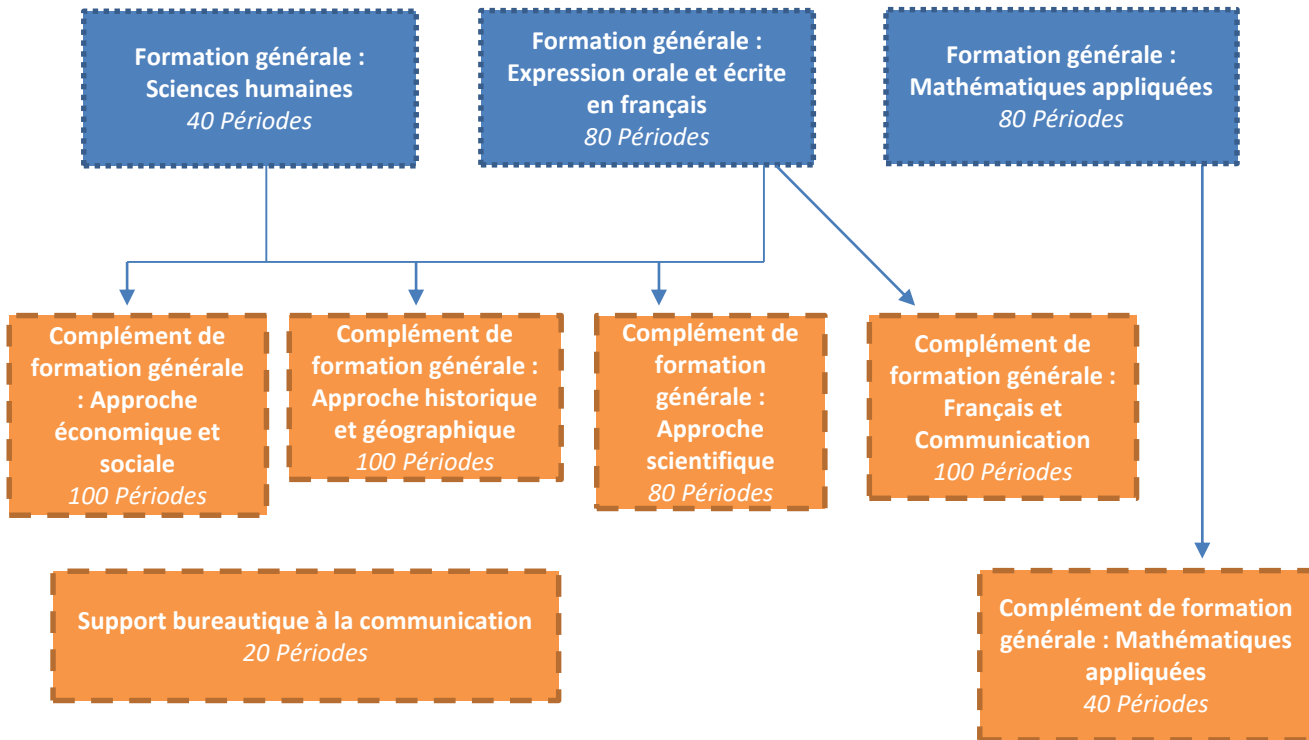 Formation générale :
Sciences humaines
40 Périodes
Formation générale :
Expression orale et écrite
en français
80 Périodes
Formation générale :
Mathématiques appliquées
80 Périodes
Complément de
formation générale
: Approche
économique et
sociale
100 Périodes
Complément de
formation générale :
Approche historique
et géographique
100 Périodes
Complément de
formation
générale :
Approche
scientifique
80 Périodes
Complément de
formation générale :
Français et
Communication
100 Périodes
Support bureautique à la communication
20 Périodes
Complément de formation
générale : Mathématiques
appliquées
40 Périodes